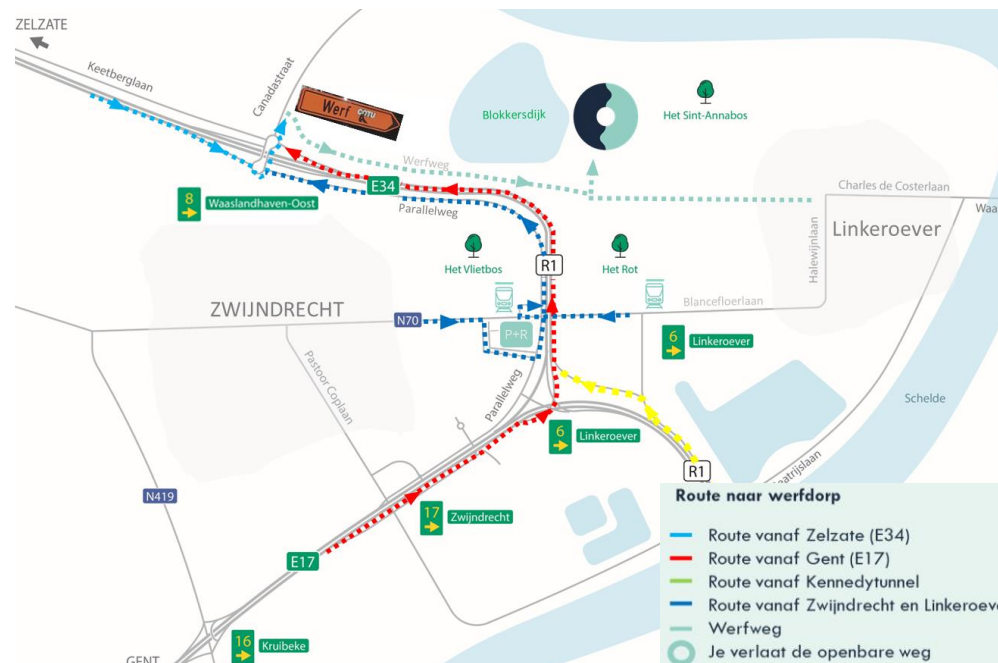 ZELZATE
Keetberglaan
Canadastraat
Werf
Blokkersdijk
Het Sint-Annabos
Werfweg
E34
8
Waaslandhaven-Oost
Parallelweg
Charles de Costerlaan
Linkeroever
Halewijnlaan
Het Vlietbos
R1
Het Rot
ZWIJNDRECHT
Blancefloerlaan
N70
P+R
6
Linkeroever
Pastoor Coplaan
Parallelweg
Schelde
6
Linkeroever
R1
N419
17
Zwijndrecht
E17
16
Kruibeke
GENT
Route naar werfdorp
Route vanaf Zelzate (E34)
Route vanaf Gent (E17)
Route vanaf Kennedytunnel
Route vanaf Zwijndrecht en Linkeroeve
Werfweg
Je verlaat de openbare weg